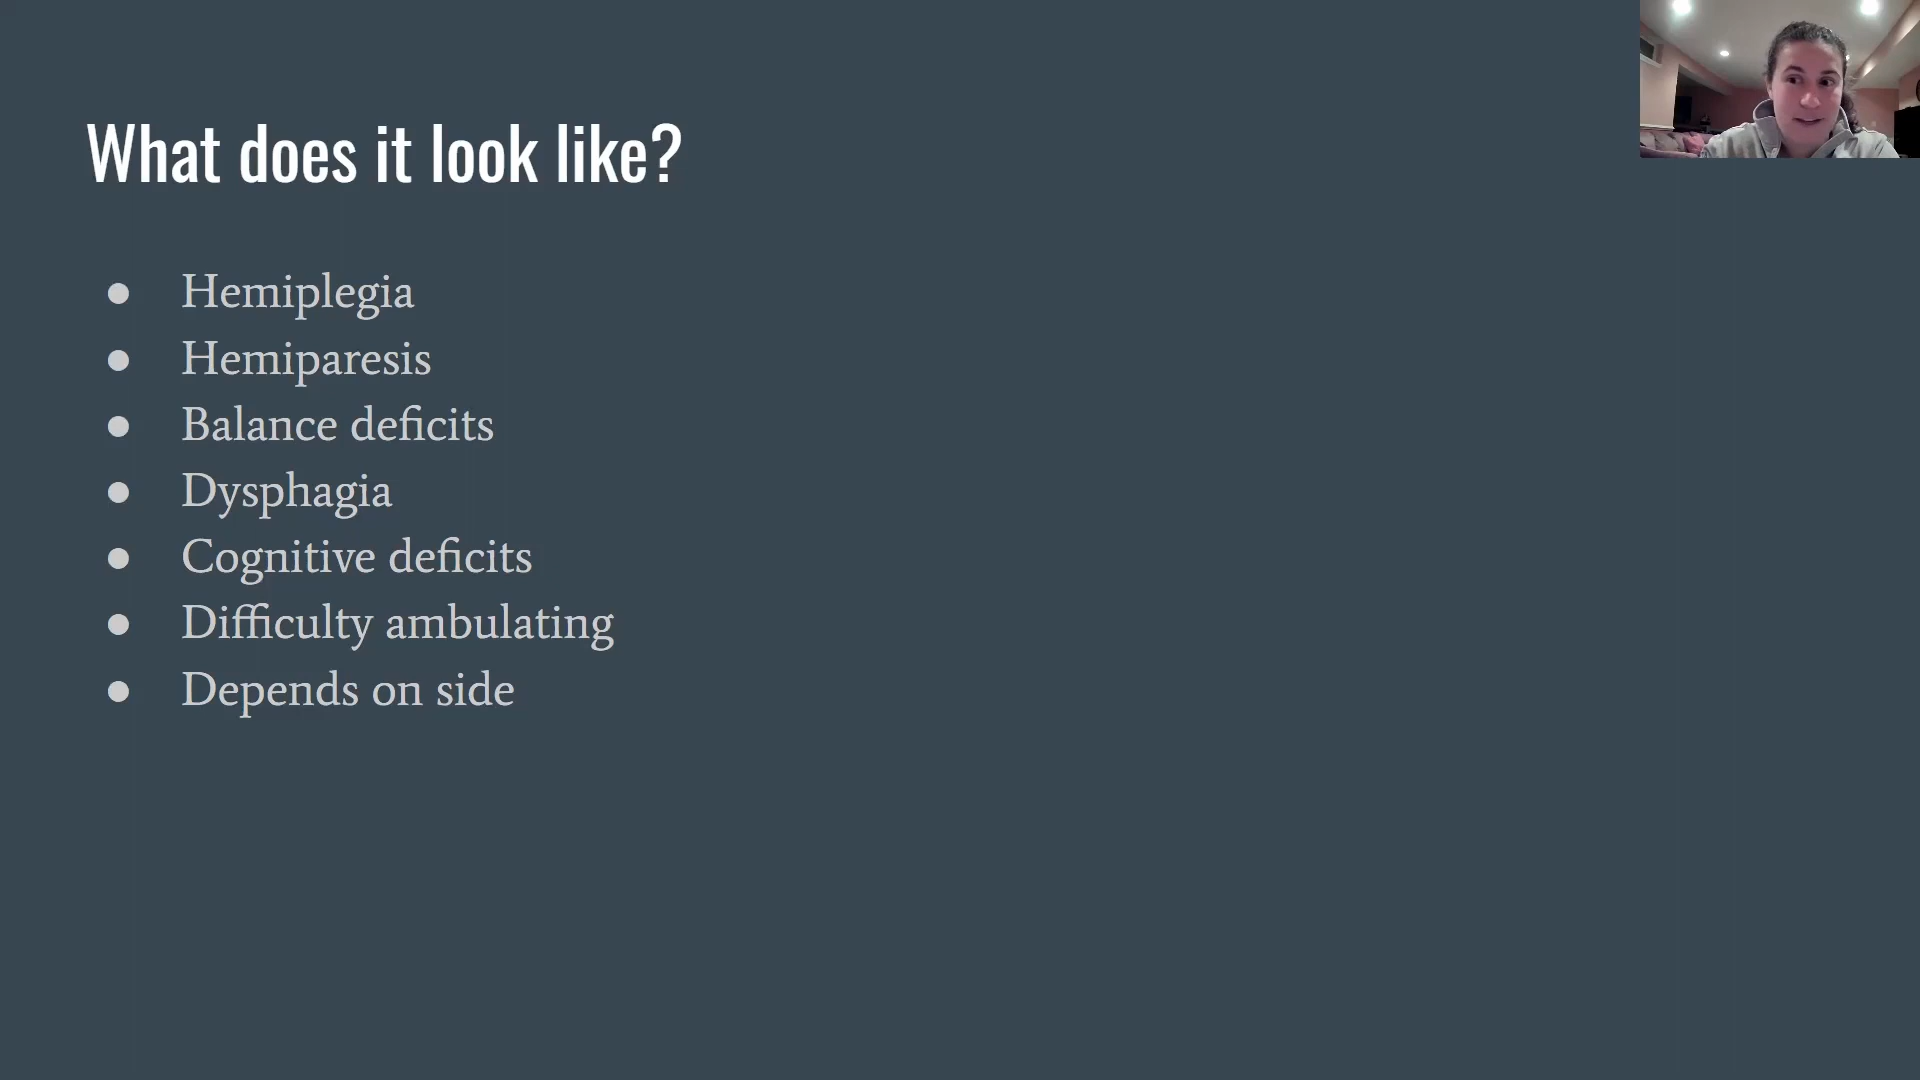 What does it look like?
● Hemiplegia
● Hemiparesis
● Balance deficits
● Dysphagia
● Cognitive deficits
● Difficulty ambulating
● Depends on side